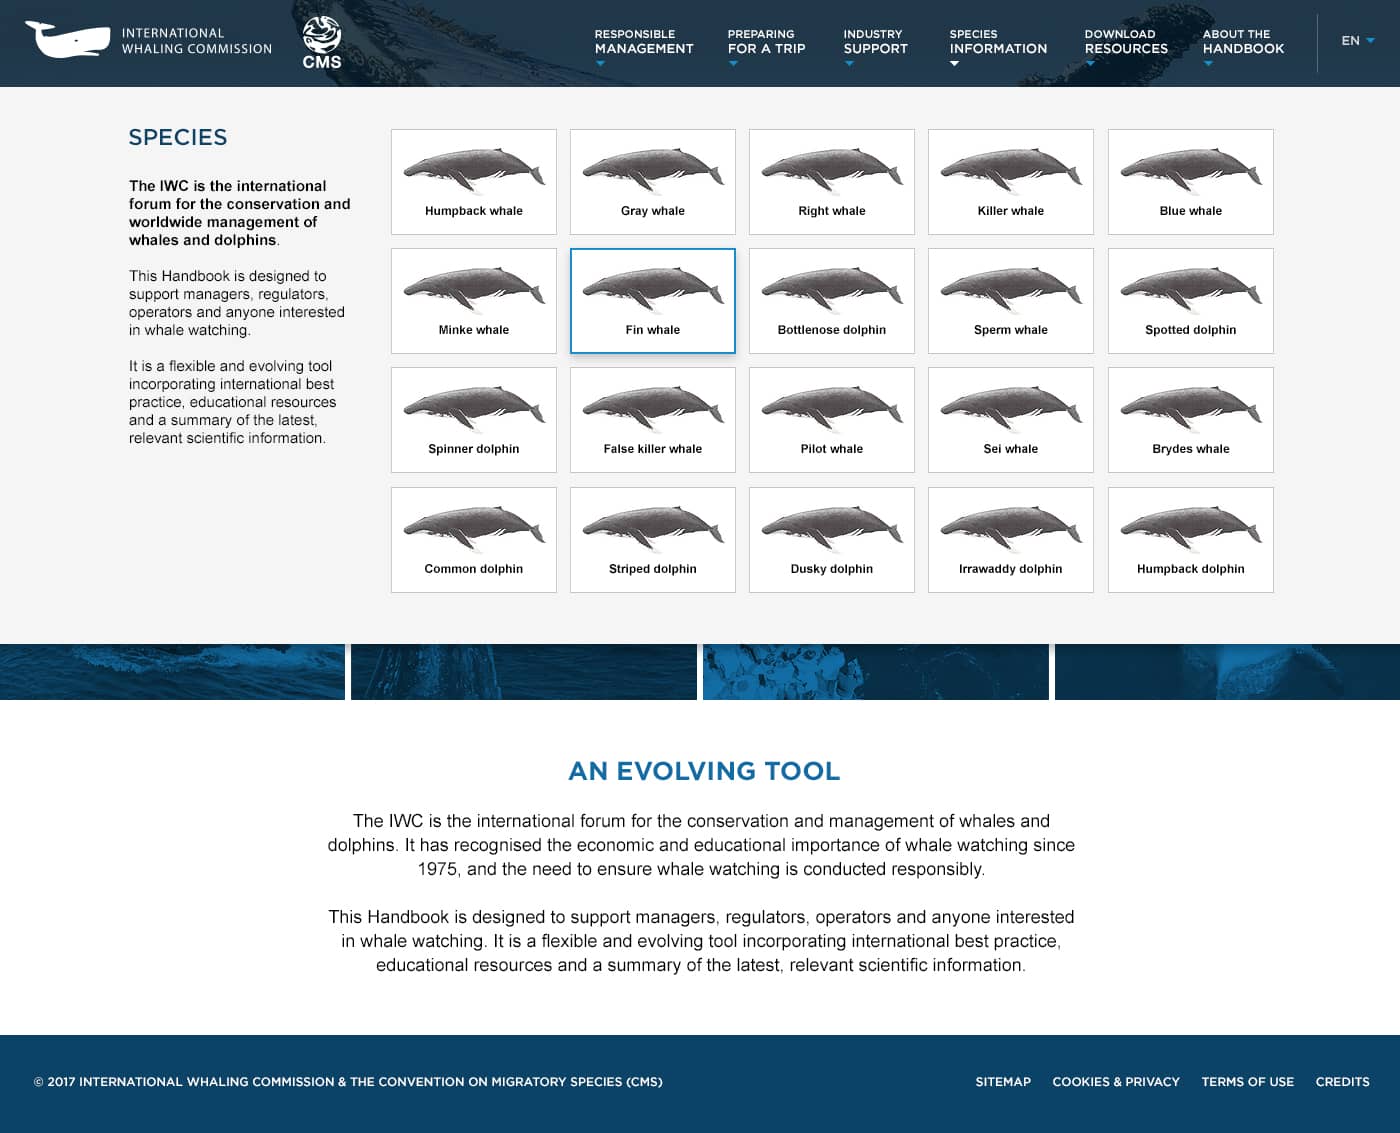 INTERNATIONAL
WHALING COMMISSION
CMS
RESPONSIBLE
MANAGEMENT
PREPARING
FOR A TRIP
INDUSTRY
SUPPORT
SPECIES
INFORMATION
DOWNLOAD
RESOURCES
ABOUT THE
HANDBOOK
EN
SPECIES
The IWC is the international
forum for the conservation and
worldwide management of
whales and dolphins.
This Handbook is designed to
support managers, regulators,
operators and anyone interested
in whale watching.
It is a flexible and evolving tool
incorporating international best
practice, educational resources
and a summary of the latest,
relevant scientific information.
Humpback whale
Gray whale
Right whale
Killer whale
Blue whale
Minke whale
Fin whale
Bottlenose dolphin
Sperm whale
Spotted dolphin
Spinner dolphin
False killer whale
Pilot whale
Sei whale
Brydes whale
Common dolphin
Striped dolphin
Dusky dolphin
Irrawaddy dolphin
Humpback dolphin
AN EVOLVING TOOL
The IWC is the international forum for the conservation and management of whales and
dolphins. It has recognised the economic and educational importance of whale watching since
1975, and the need to ensure whale watching is conducted responsibly.
This Handbook is designed to support managers, regulators, operators and anyone interested
in whale watching. It is a flexible and evolving tool incorporating international best practice,
educational resources and a summary of the latest, relevant scientific information.
© 2017 INTERNATIONAL WHALING COMMISSION & THE CONVENTION ON MIGRATORY SPECIES (CMS)
SITEMAP
COOKIES & PRIVACY
TERMS OF USE
CREDITS